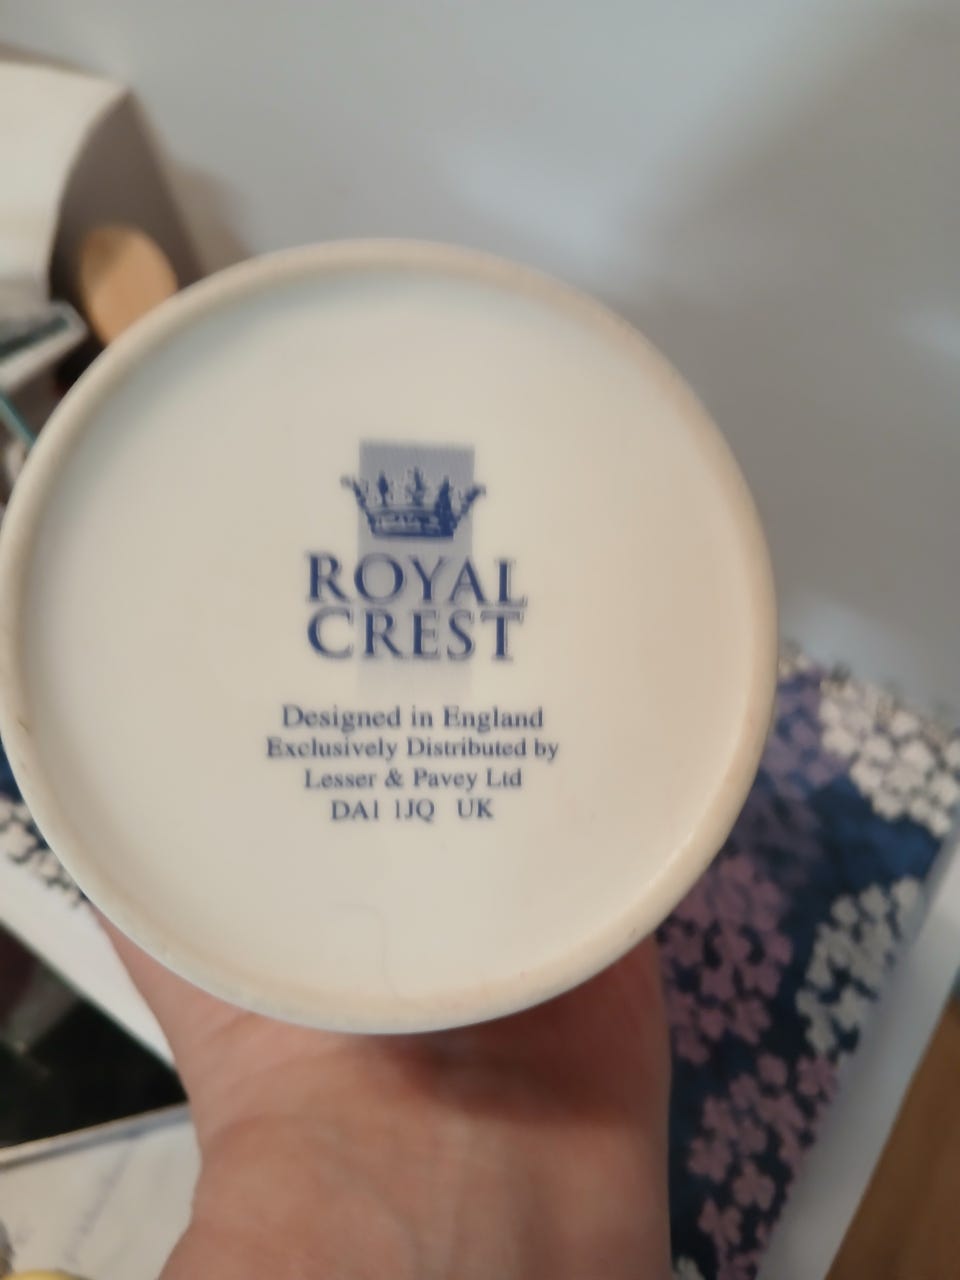 ROYAL
CREST
Designed in England
Exclusively Distributed by
Lesser & Pavey Ltd
DA1 1JQ UK